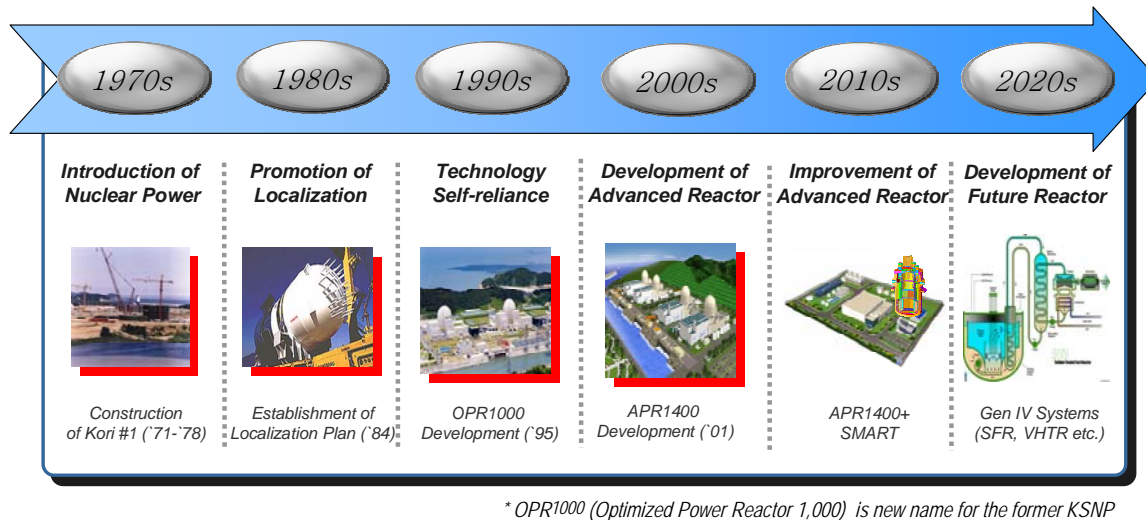 1970s
1980s
1990s
2000s
2010s
2020s
Introduction of
Nuclear Power
Promotion of
Localization
Technology
Self-reliance
Development of
Advanced Reactor
Improvement of
Advanced Reactor
Development of
Future Reactor
Construction
of Kori #1 (`71-`78)
Establishment of
Localization Plan (`84)
OPR1000
Development (`95)
APR1400
Development (`01)
APR1400+
SMART
Gen IV Systems
(SFR, VHTR etc.)
* OPR1000 (Optimized Power Reactor 1,000) is new name for the former KSNP